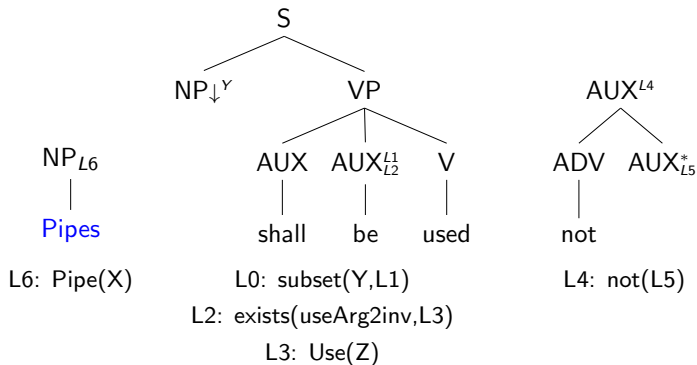 S
NP↓Y VP AUXL4
NPL6 AUX AUXL1L2 V ADV AUX*L5
Pipes shall be used not
L6: Pipe(X) L0: subset(Y,L1) L4: not(L5)
L2: exists(useArg2inv,L3)
L3: Use(Z)